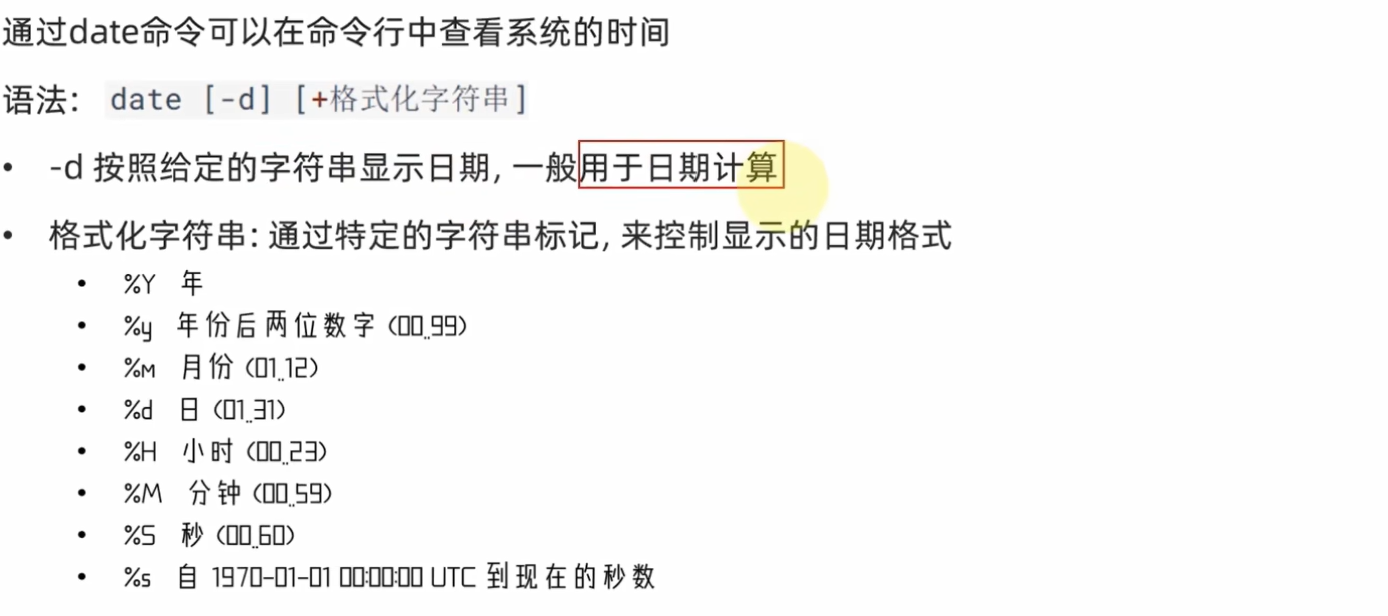 通过date命令可以在命令行中查看系统的时间
语法： date [-d] [+格式化字符串]
• -d 按照给定的字符串显示日期, 一般用于日期计算
• 格式化字符串: 通过特定的字符串标记, 来控制显示的日期格式
• %Y 年
• %y 年份后两位数字 (00..99)
• %m 月份 (01..12)
• %d 日 (01..31)
• %H 小时 (00..23)
• %M 分钟 (00..59)
• %S 秒 (00..60)
• %s 自 1970-01-01 00:00:00 UTC 到现在的秒数